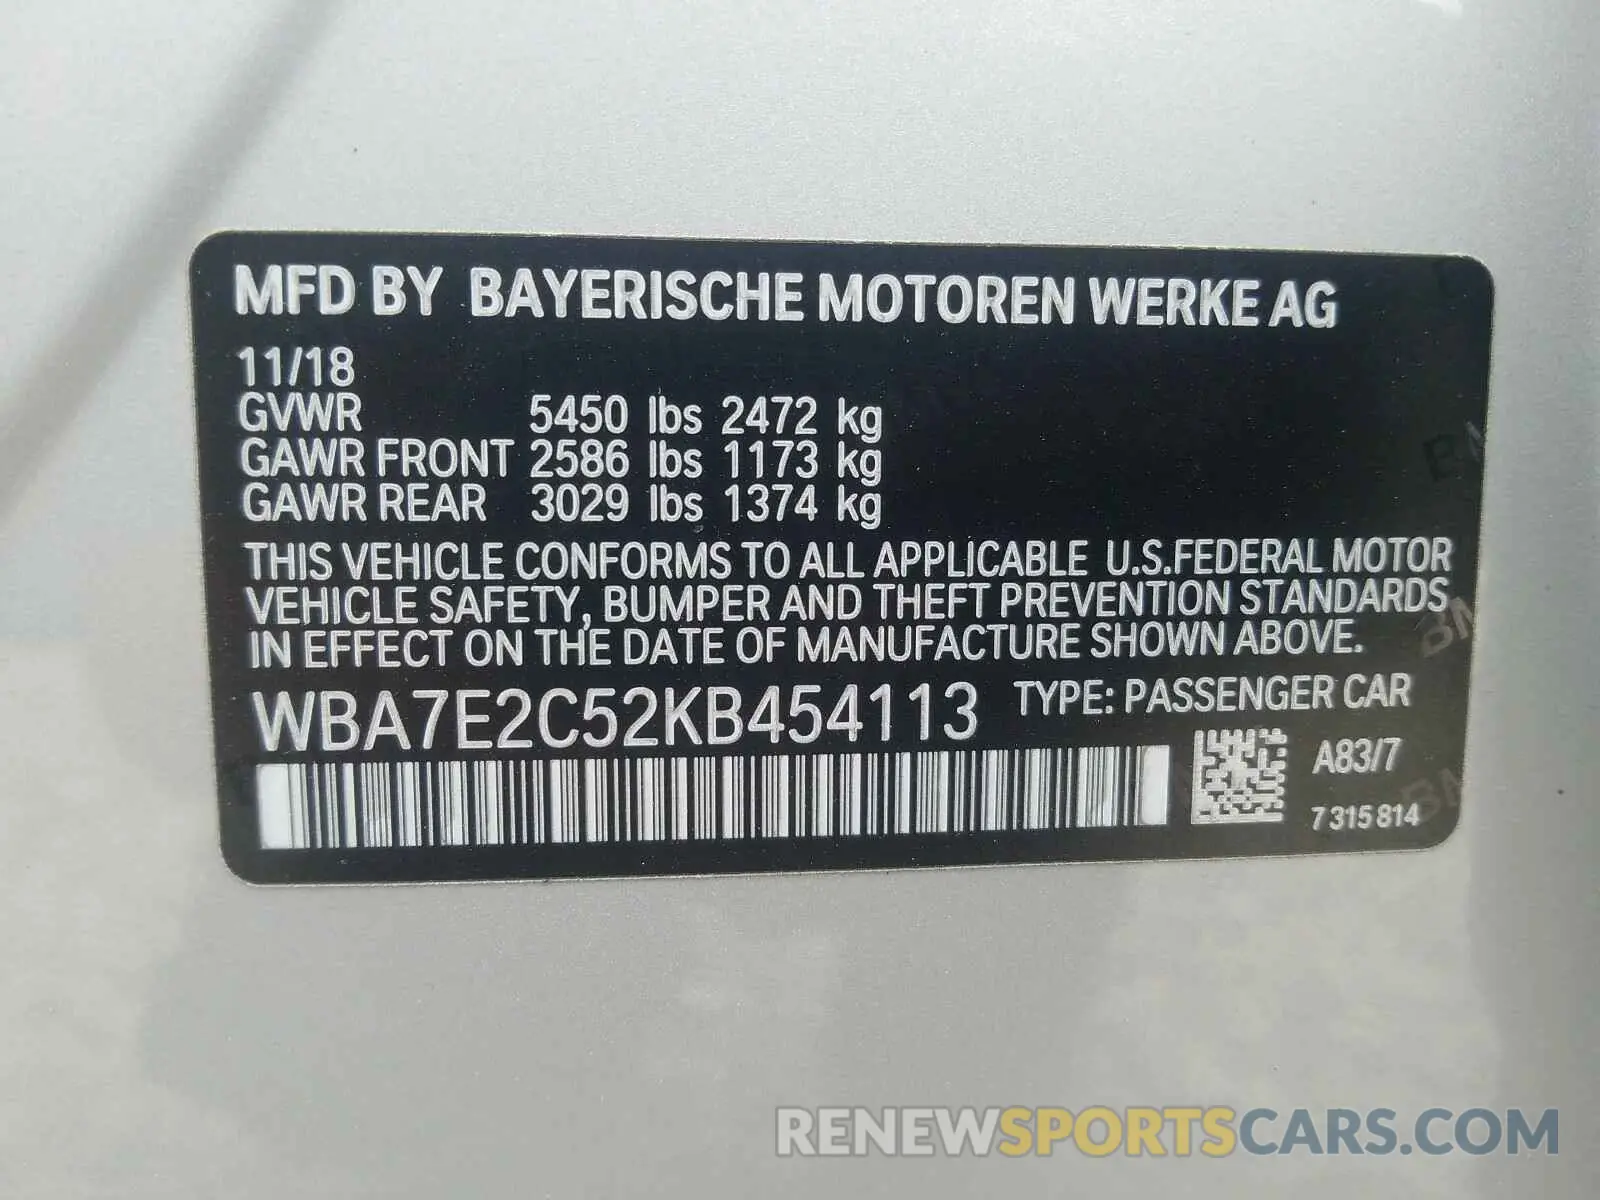 MFD BY BAYERISCHE MOTOREN WERKE AG
11/18
GVWR 5450 lbs 2472 kg
GAWR FRONT 2586 lbs 1173 kg
GAWR REAR 3029 lbs 1374 kg
THIS VEHICLE CONFORMS TO ALL APPLICABLE U.S.FEDERAL MOTOR
VEHICLE SAFETY, BUMPER AND THEFT PREVENTION STANDARDS
IN EFFECT ON THE DATE OF MANUFACTURE SHOWN ABOVE.
WBA7E2C52KB454113 TYPE: PASSENGER CAR
A83/7
7 315 814
RENEWSPORTSCARS.COM